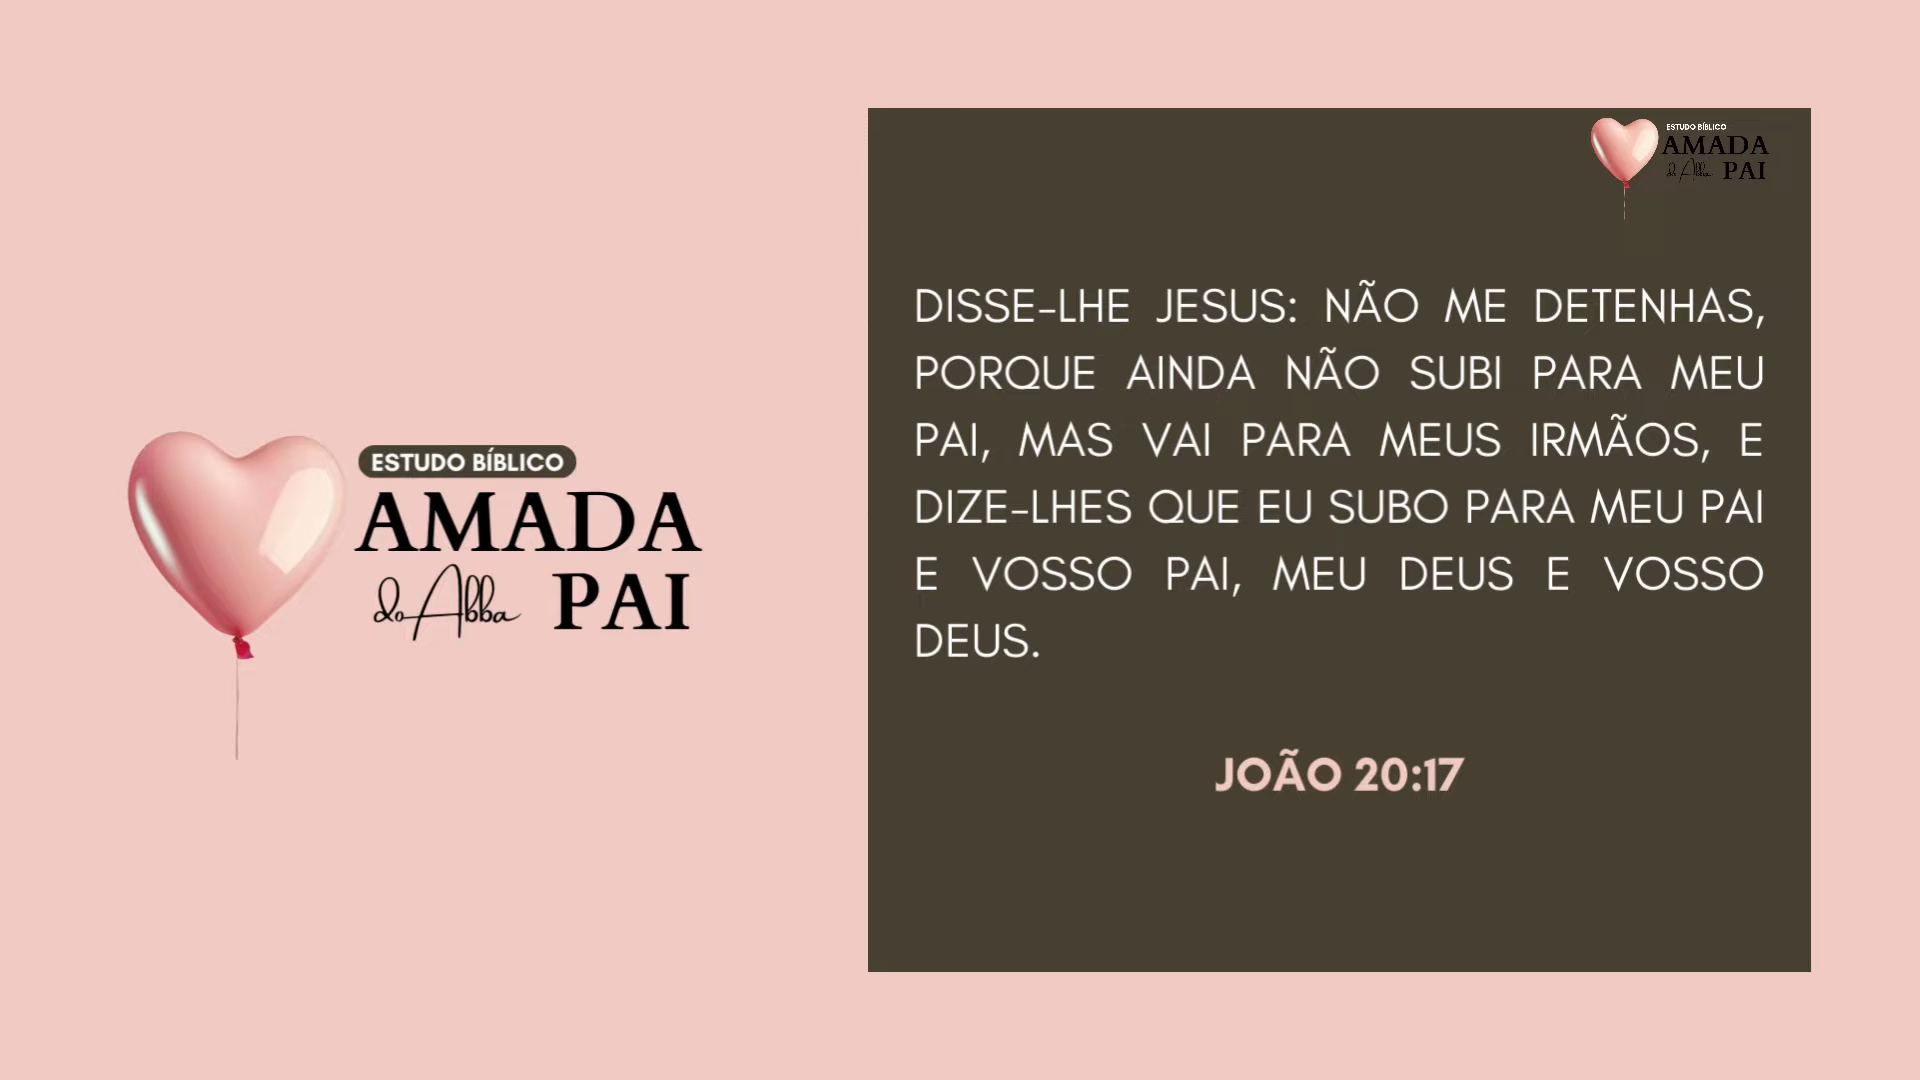 ESTUDO BÍBLICO
AMADA
do Abba PAI
ESTUDO BÍBLICO
AMADA
do Abba PAI
DISSE-LHE JESUS: NÃO ME DETENHAS,
PORQUE AINDA NÃO SUBI PARA MEU
PAI, MAS VAI PARA MEUS IRMÃOS, E
DIZE-LHES QUE EU SUBO PARA MEU PAI
E VOSSO PAI, MEU DEUS E VOSSO
DEUS.
JOÃO 20:17